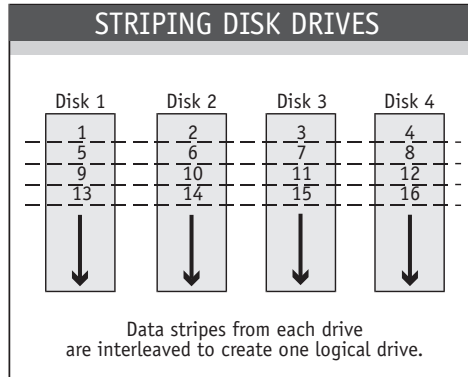 STRIPING DISK DRIVES
Disk 1 Disk 2 Disk 3 Disk 4
1 2 3 4
5 6 7 8
9 10 11 12
13 14 15 16
Data stripes from each drive
are interleaved to create one logical drive.